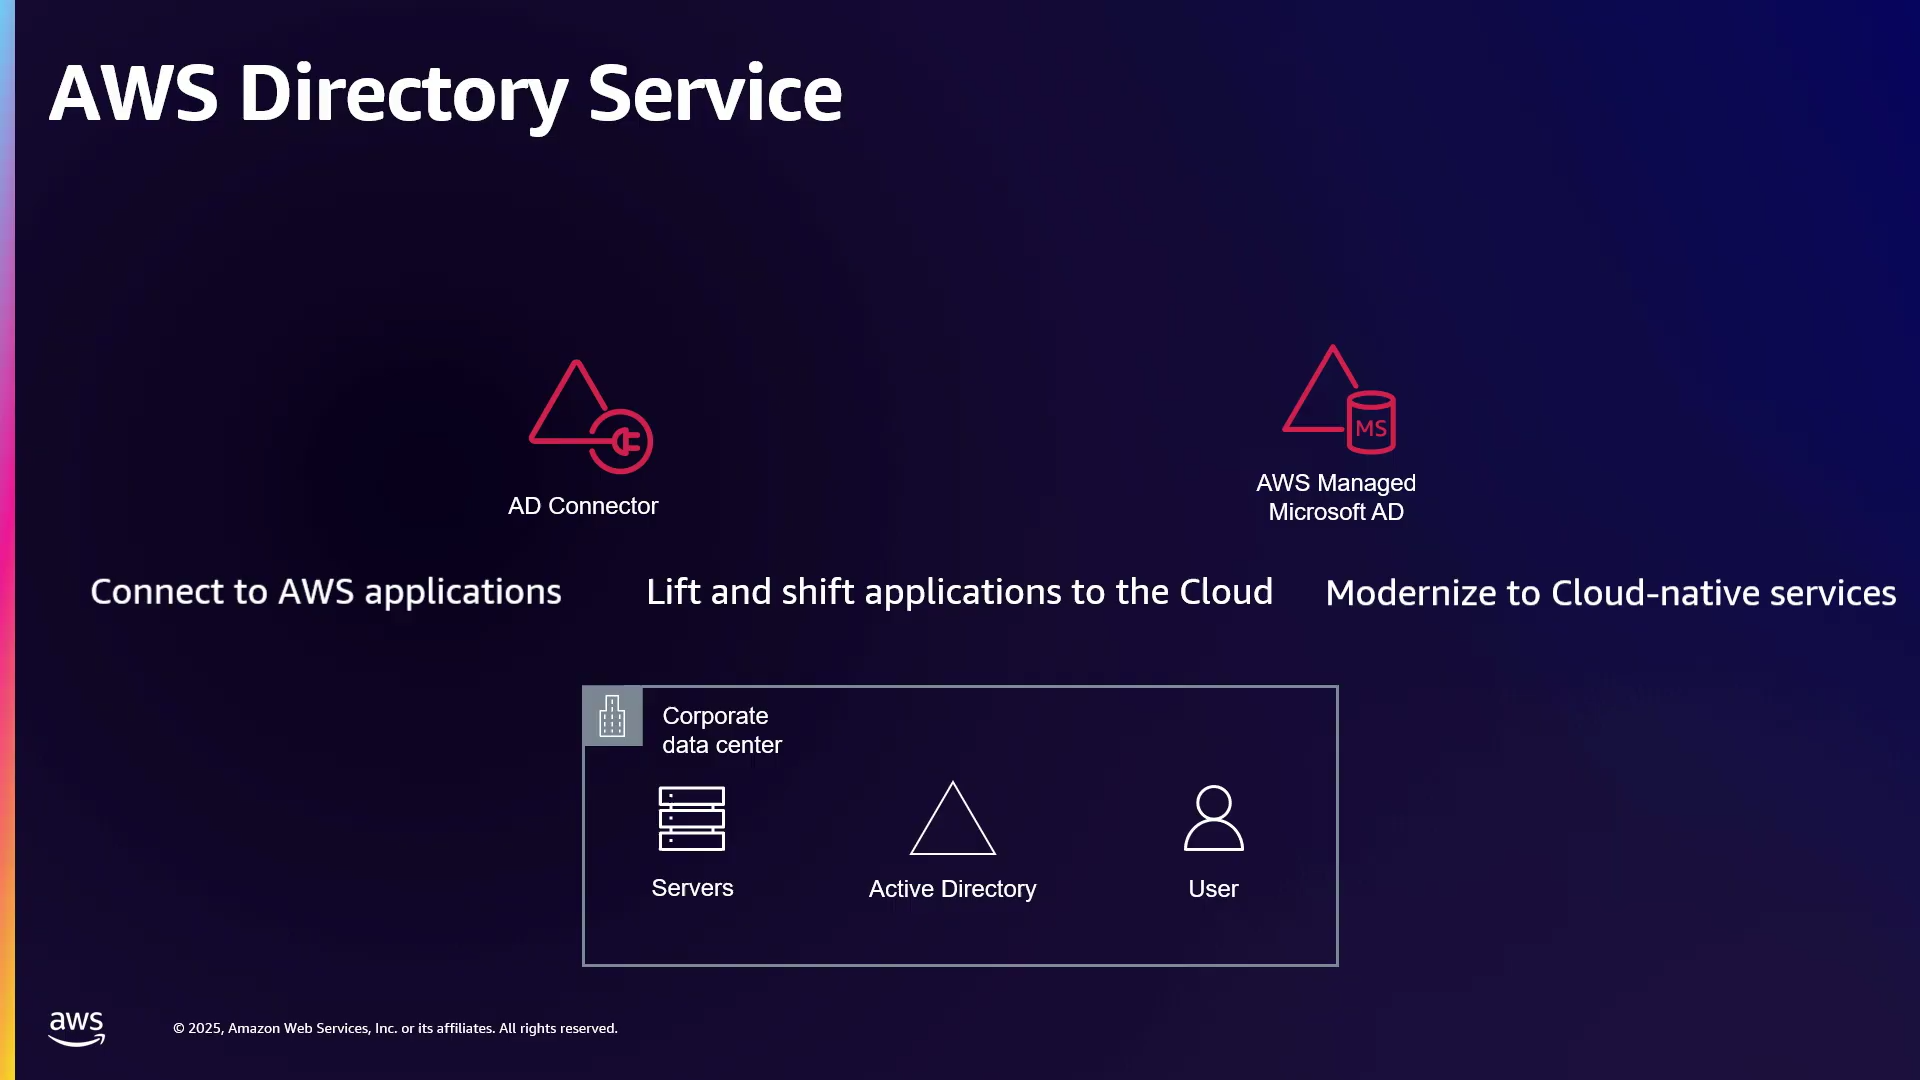 AWS Directory Service
MS
AD Connector
AWS Managed
Microsoft AD
Connect to AWS applications
Lift and shift applications to the Cloud
Modernize to Cloud-native services
Corporate
data center
Servers
Active Directory
User
aws
© 2025, Amazon Web Services, Inc. or its affiliates. All rights reserved.